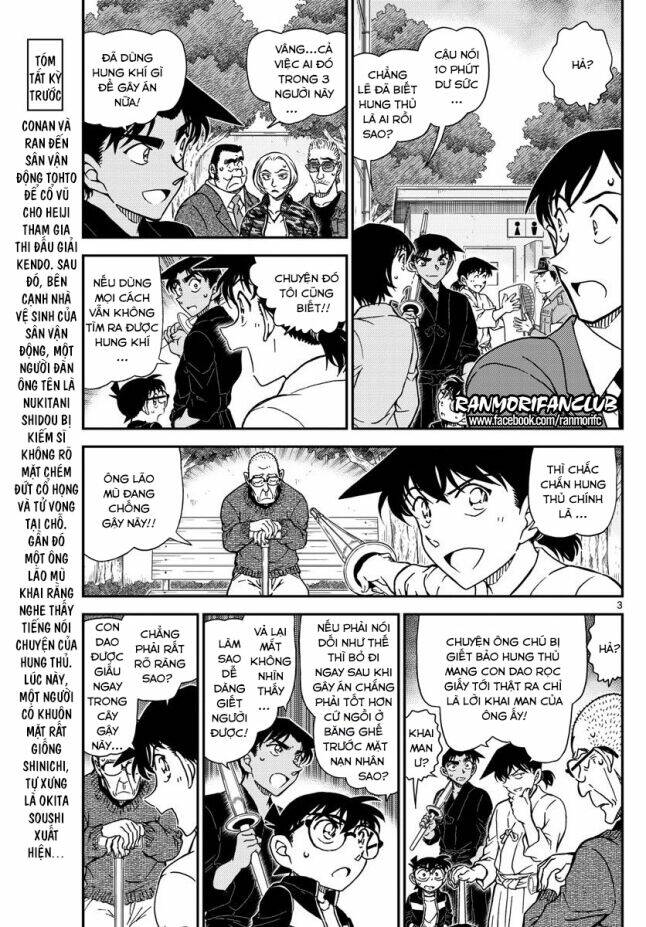 TÓM
TẮT KỲ
TRƯỚC
CONAN VÀ
RAN ĐẾN
SÂN VẬN
ĐỘNG TOHTO
ĐỂ CỔ VŨ
CHO HEIJI
THAM GIA
THI ĐẤU GIẢI
KENDO. SAU
ĐÓ, BÊN
CẠNH NHÀ
VỆ SINH CỦA
SÂN VẬN
ĐỘNG, MỘT
NGƯỜI ĐÀN
ÔNG TÊN LÀ
NUKITANI
SHIDOU BỊ
KIẾM SĨ
KHÔNG RÕ
MẶT CHÉM
ĐỨT CỔ HỌNG
VÀ TỬ VONG
TẠI CHỖ.
GẦN ĐÓ
MỘT ÔNG
LÃO MÙ
KHAI RẰNG
NGHE THẤY
TIẾNG NÓI
CHUYỆN CỦA
HUNG THỦ.
LÚC NÀY,
MỘT NGƯỜI
CÓ KHUÔN
MẶT RẤT
GIỐNG
SHINICHI,
TỰ XƯNG
LÀ OKITA
SOUSHI
XUẤT
HIỆN...
HẢ?
CẬU NÓI
10 PHÚT
DƯ SỨC ...
CHẲNG
LẼ ĐÃ BIẾT
HUNG THỦ
LÀ AI RỒI
SAO?
VÂNG...CẢ
VIỆC AI ĐÓ
TRONG 3
NGƯỜI NÀY
...
ĐÃ DÙNG
HUNG KHÍ GÌ
ĐỂ GÂY ÁN
NỮA!
CHUYỆN ĐÓ
TÔI CŨNG
BIẾT!!
NẾU DÙNG
MỌI CÁCH
VẪN KHÔNG
TÌM RA ĐƯỢC
HUNG KHÍ
...
RANMORIFANCLUB
www.facebook.com/ranmorifc
THÌ CHẮC
CHẮN HUNG
THỦ CHÍNH
LÀ ...
ÔNG LÃO
MÙ ĐANG
CHỐNG
GẬY NÀY!!
3
HẢ?
CHUYỆN ÔNG CHÚ BỊ
GIẾT BẢO HUNG THỦ
MANG CON DAO RỌC
GIẤY TỚI THẬT RA CHỈ
LÀ LỜI KHAI MAN CỦA
ÔNG ẤY!
KHAI
MAN
Ư?
NẾU PHẢI NÓI
DỐI NHƯ THẾ
THÌ BỎ ĐI
NGAY SAU KHI
GÂY ÁN CHẲNG
PHẢI TỐT HƠN
CỨ NGỒI Ở
BĂNG GHẾ
TRƯỚC MẶT
NẠN NHÂN
SAO?
VẢ LẠI
MẮT
KHÔNG
NHÌN
THẤY ...
LÀM
SAO DỄ
DÀNG
GIẾT
NGƯỜI
ĐƯỢC!
CHẲNG
PHẢI RẤT
RÕ RÀNG
SAO?
CON
DAO
ĐƯỢC
GIẤU
NGAY
TRONG
CÂY
GẬY
NÀY...